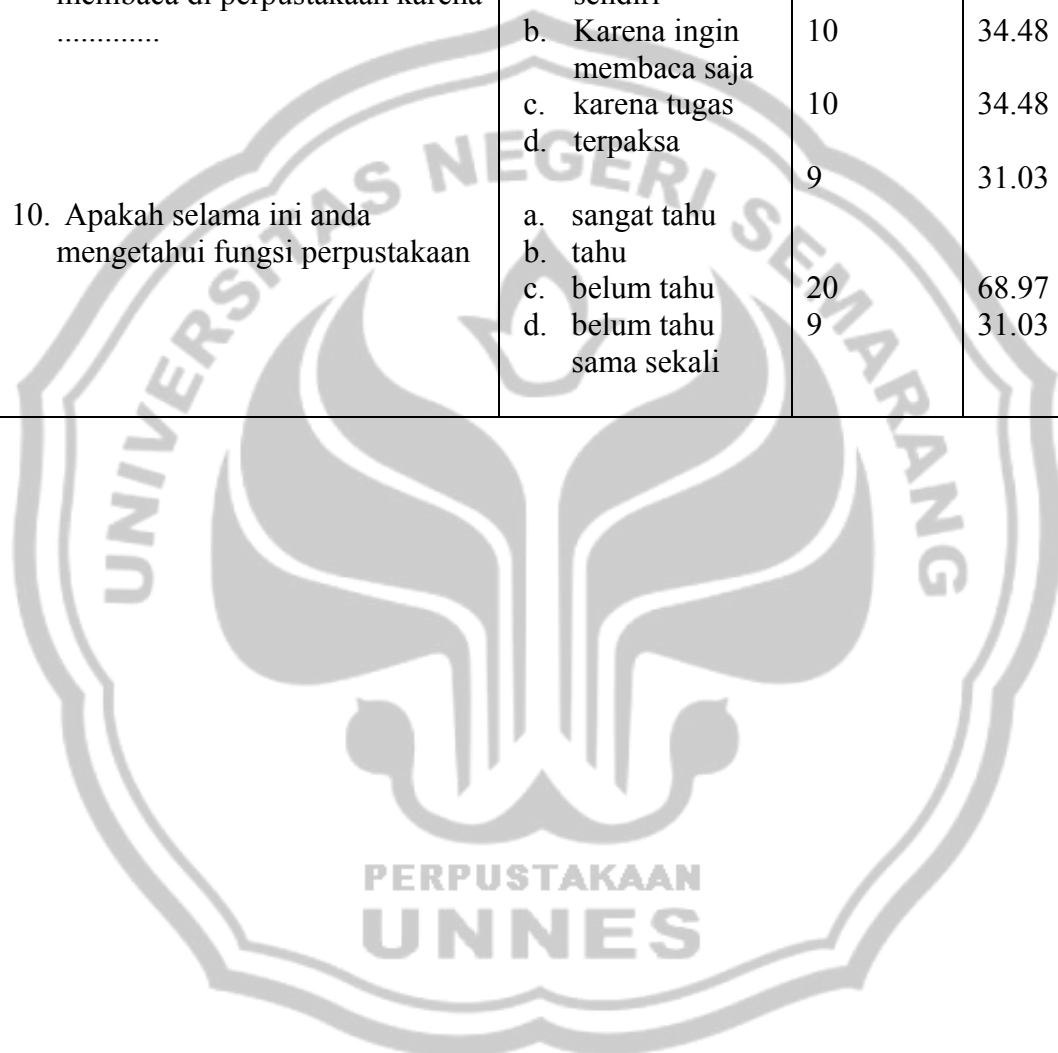 membaca di perpustakaan karena
.............
sendiri
b. Karena ingin 10 34.48
membaca saja
c. karena tugas 10 34.48
d. terpaksa
9 31.03
10. Apakah selama ini anda a. sangat tahu
mengetahui fungsi perpustakaan b. tahu
c. belum tahu 20 68.97
d. belum tahu 9 31.03
sama sekali
UNIVERSITAS NEGERI SEMARANG
PERPUSTAKAAN
UNNES